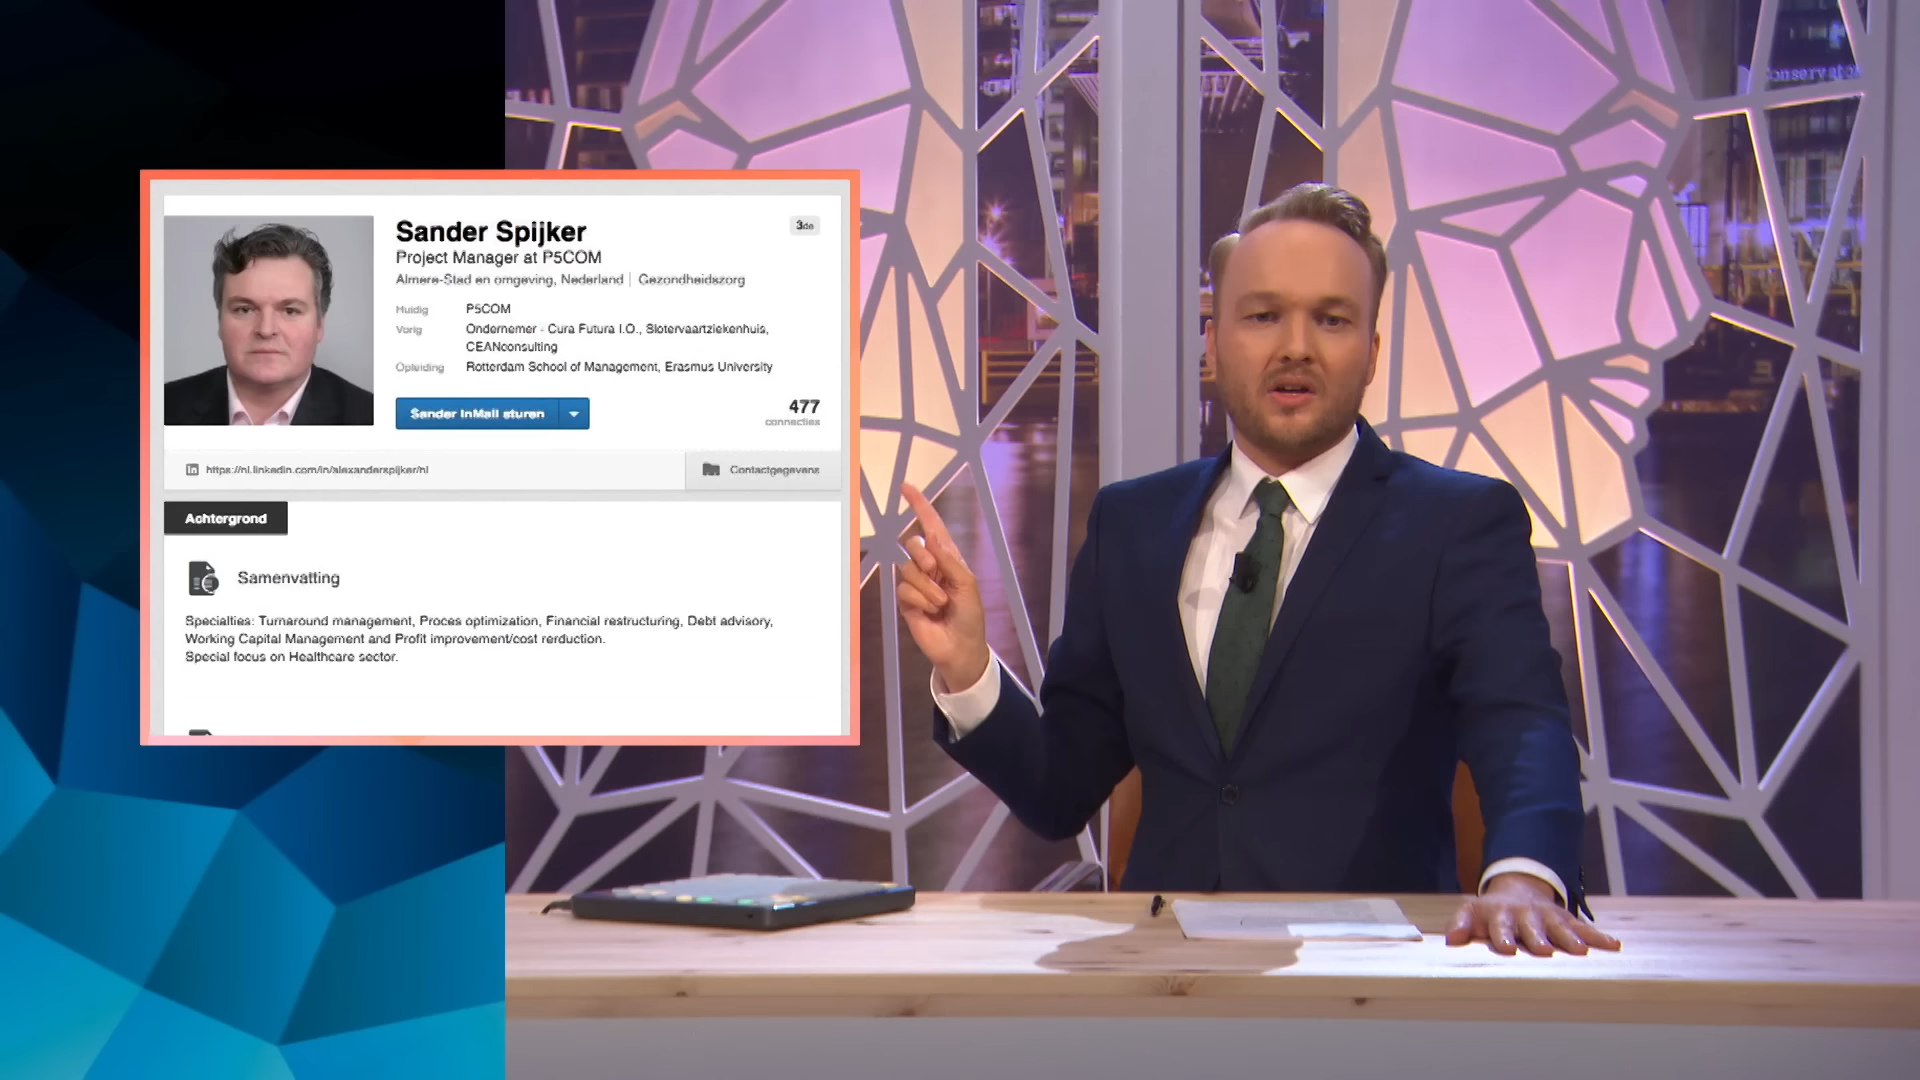 Sander Spijker
3de
Project Manager at P5COM
Almere-Stad en omgeving, Nederland | Gezondheidszorg
Huidig P5COM
Vorig Ondernemer - Cura Futura I.O., Slotervaartziekenhuis,
CEANconsulting
Opleiding Rotterdam School of Management, Erasmus University
Sander InMail sturen
477
connecties
https://nl.linkedin.com/in/alexanderspijker/nl
Contactgegevens
Achtergrond
Samenvatting
Specialties: Turnaround management, Proces optimization, Financial restructuring, Debt advisory,
Working Capital Management and Profit improvement/cost rerduction.
Special focus on Healthcare sector.